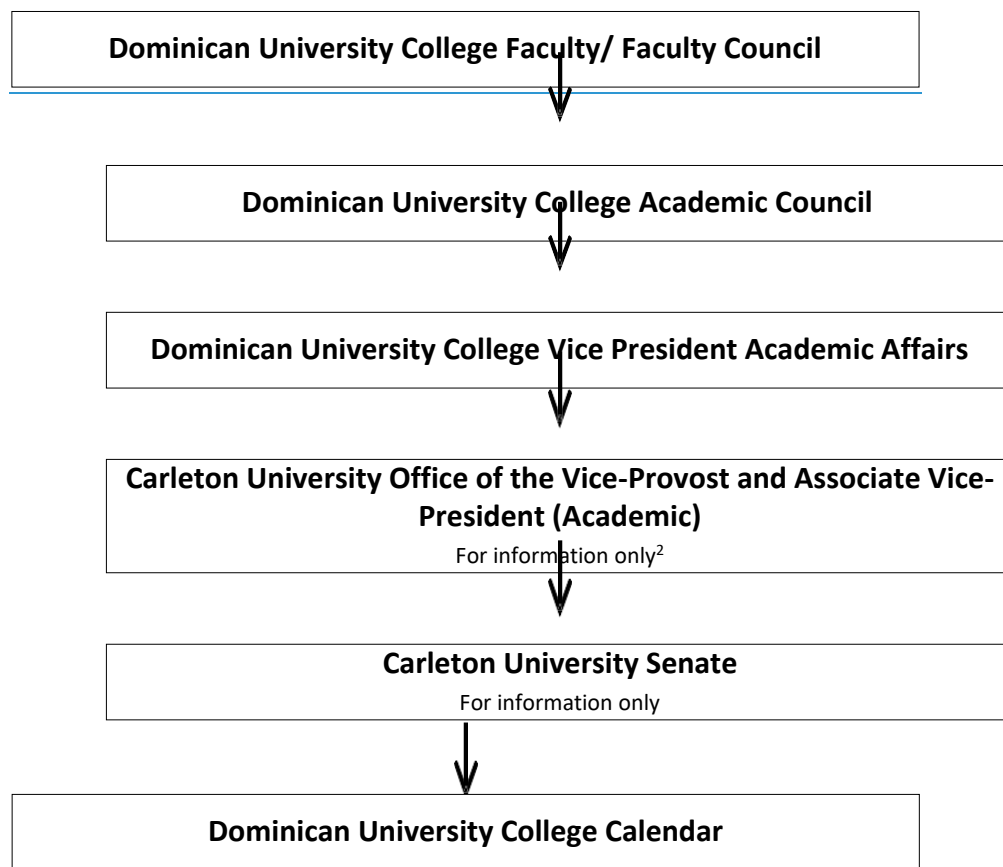 Dominican University College Faculty/ Faculty Council
Dominican University College Academic Council
Dominican University College Vice President Academic Affairs
Carleton University Office of the Vice-Provost and Associate Vice-
President (Academic)
For information only²
Carleton University Senate
For information only
Dominican University College Calendar